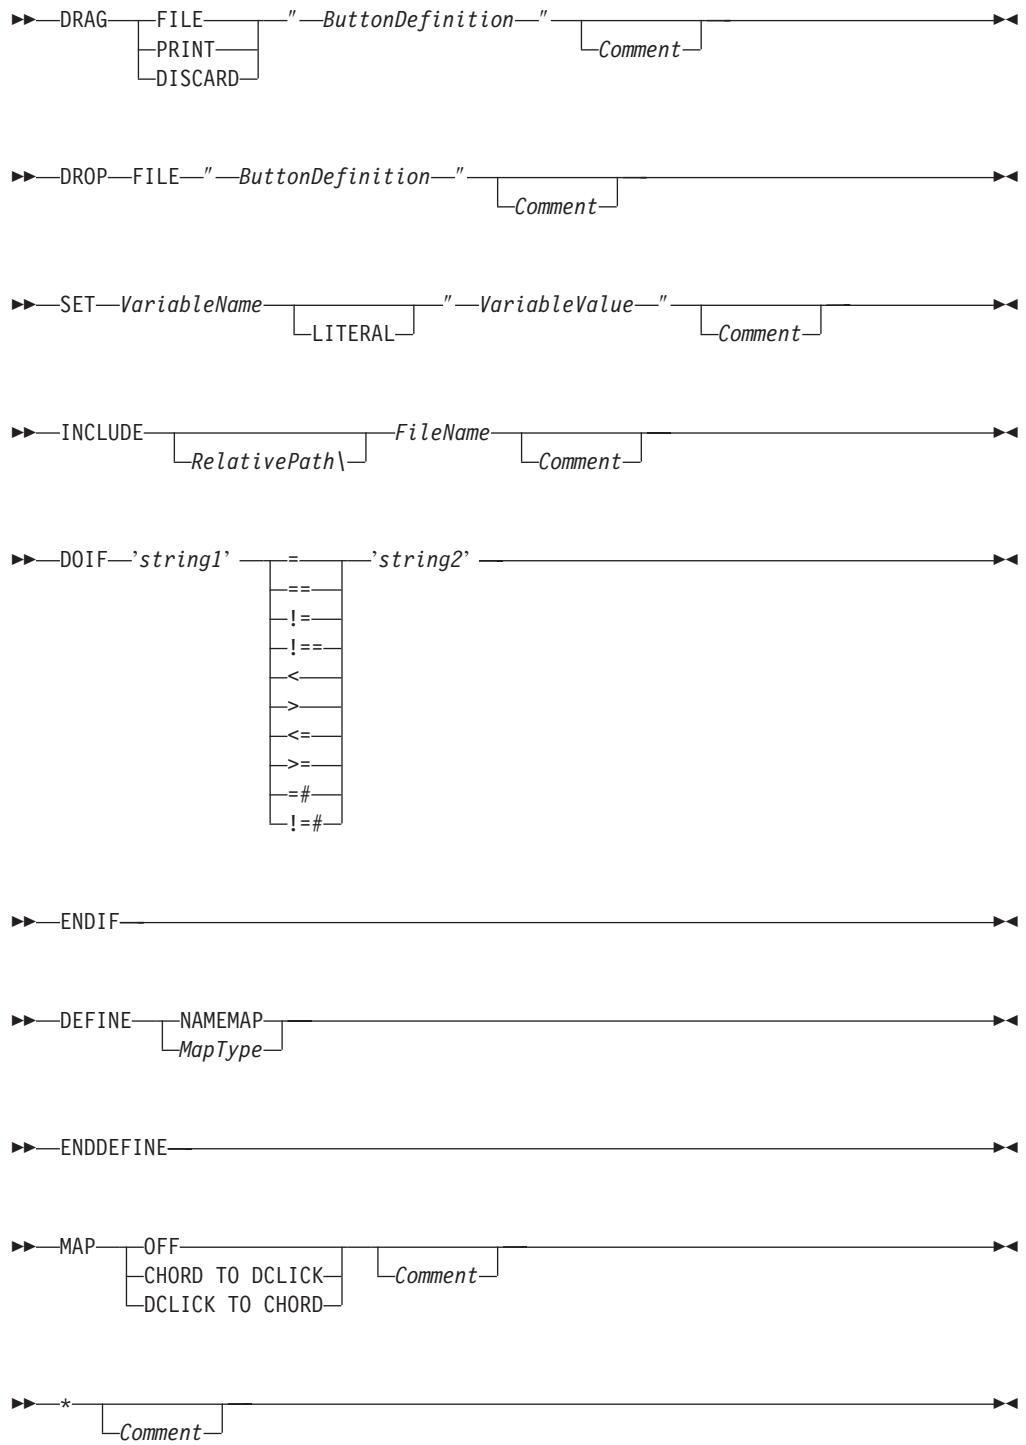 DRAG FILE " ButtonDefinition "
PRINT Comment
DISCARD
DROP FILE " ButtonDefinition "
Comment
SET VariableName " VariableValue "
LITERAL Comment
INCLUDE FileName
RelativePath\ Comment
DOIF 'string1' = 'string2'
==
!=
!==
<
>
<=
>=
=#
!=#
ENDIF
DEFINE NAMEMAP
MapType
ENDDEFINE
MAP OFF
CHORD TO DCLICK Comment
DCLICK TO CHORD
*
Comment